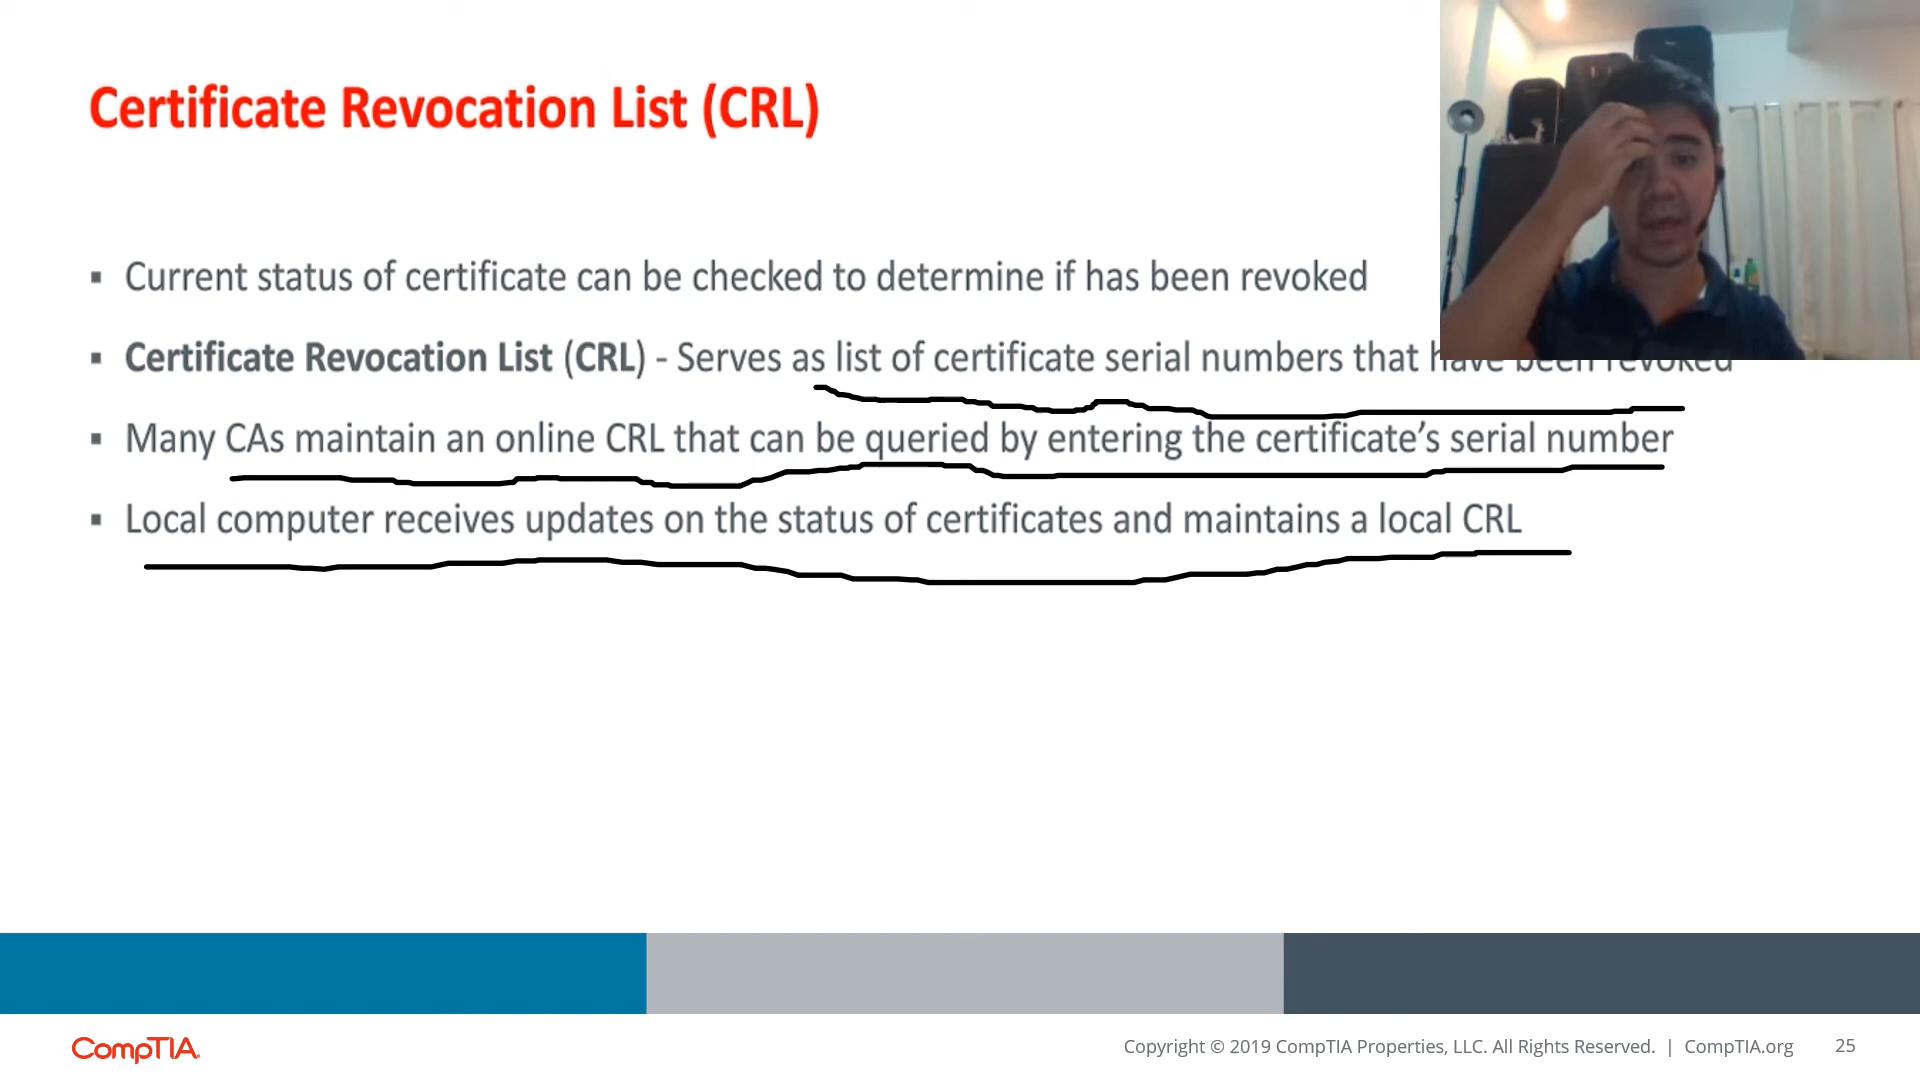 Certificate Revocation List (CRL)
▪ Current status of certificate can be checked to determine if has been revoked
▪ Certificate Revocation List (CRL) - Serves as list of certificate serial numbers that have been revoked
▪ Many CAs maintain an online CRL that can be queried by entering the certificate’s serial number
▪ Local computer receives updates on the status of certificates and maintains a local CRL
CompTIA.
Copyright © 2019 CompTIA Properties, LLC. All Rights Reserved. | CompTIA.org 25